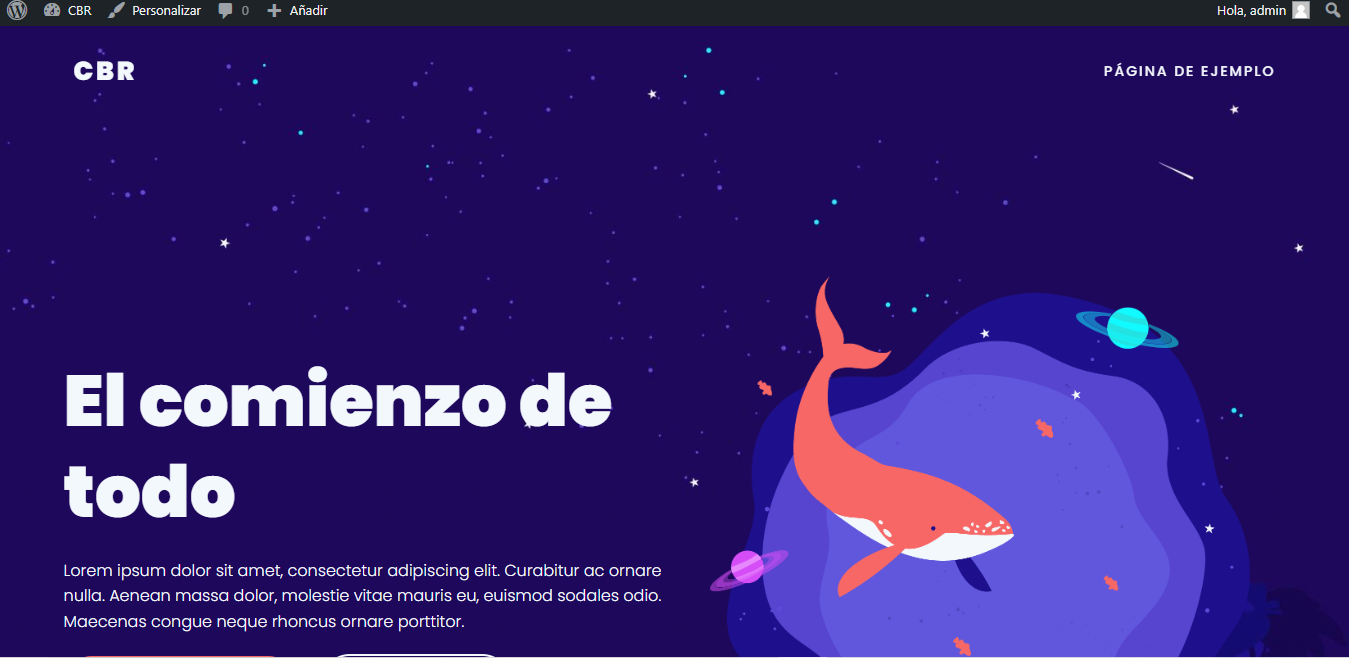 CBR Personalizar 0 Añadir Hola, admin
CBR PÁGINA DE EJEMPLO
El comienzo de
todo
Lorem ipsum dolor sit amet, consectetur adipiscing elit. Curabitur ac ornare
nulla. Aenean massa dolor, molestie vitae mauris eu, euismod sodales odio.
Maecenas congue neque rhoncus ornare porttitor.